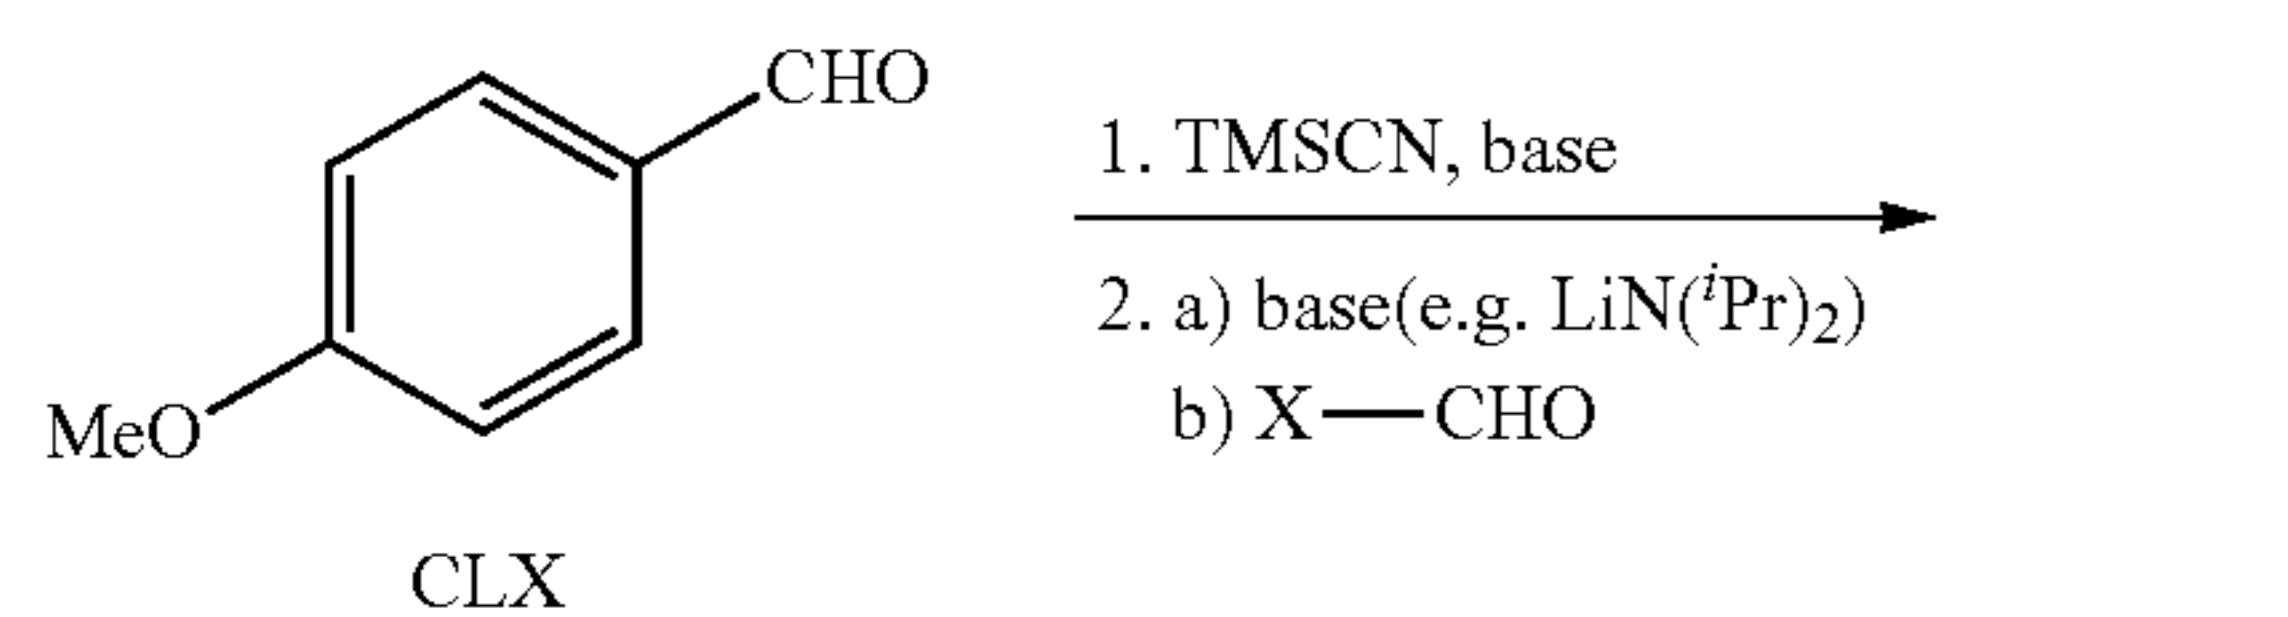 CHO
MeO
CLX
1. TMSCN, base
2. a) base(e.g. LiN(ⁱPr)₂)
b) X—CHO